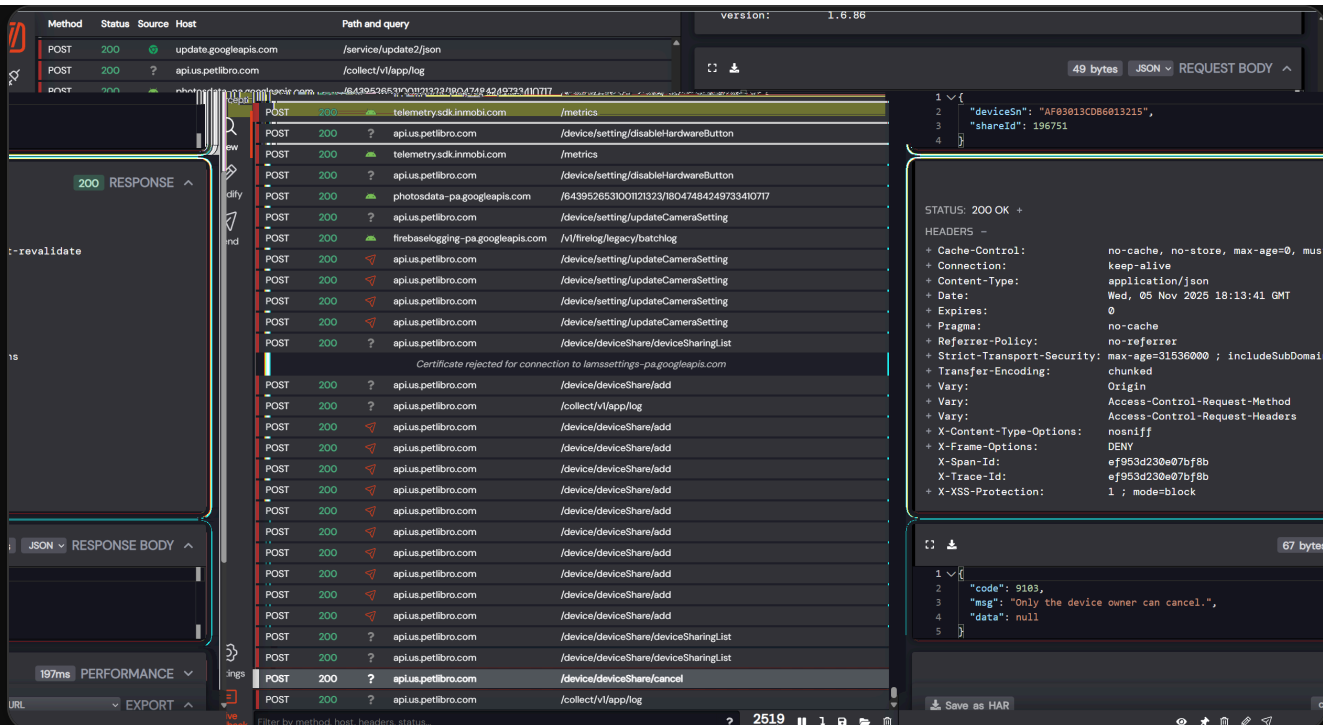 version: 1.6.86
Method Status Source Host Path and query
POST 200 update.googleapis.com /service/update2/json
POST 200 ? api.us.petlibro.com /collect/v1/app/log
49 bytes JSON REQUEST BODY
POST 200 telemetry.sdk.inmobi.com /metrics
POST 200 ? api.us.petlibro.com /device/setting/disableHardwareButton
POST 200 telemetry.sdk.inmobi.com /metrics
POST 200 ? api.us.petlibro.com /device/setting/disableHardwareButton
POST 200 photosdata-pa.googleapis.com /6439526531001121323/18047484249733410717
POST 200 ? api.us.petlibro.com /device/setting/updateCameraSetting
POST 200 firebaselogging-pa.googleapis.com /v1/firelog/legacy/batchlog
POST 200 api.us.petlibro.com /device/setting/updateCameraSetting
POST 200 api.us.petlibro.com /device/setting/updateCameraSetting
POST 200 api.us.petlibro.com /device/setting/updateCameraSetting
POST 200 api.us.petlibro.com /device/setting/updateCameraSetting
POST 200 ? api.us.petlibro.com /device/deviceShare/deviceSharingList
Certificate rejected for connection to lamssettings-pa.googleapis.com
POST 200 ? api.us.petlibro.com /device/deviceShare/add
POST 200 ? api.us.petlibro.com /collect/v1/app/log
POST 200 api.us.petlibro.com /device/deviceShare/add
POST 200 api.us.petlibro.com /device/deviceShare/add
POST 200 api.us.petlibro.com /device/deviceShare/add
POST 200 api.us.petlibro.com /device/deviceShare/add
POST 200 api.us.petlibro.com /device/deviceShare/add
POST 200 api.us.petlibro.com /device/deviceShare/add
POST 200 api.us.petlibro.com /device/deviceShare/add
POST 200 api.us.petlibro.com /device/deviceShare/add
POST 200 api.us.petlibro.com /device/deviceShare/add
POST 200 api.us.petlibro.com /device/deviceShare/add
POST 200 ? api.us.petlibro.com /device/deviceShare/deviceSharingList
POST 200 ? api.us.petlibro.com /device/deviceShare/deviceSharingList
POST 200 ? api.us.petlibro.com /device/deviceShare/cancel
POST 200 ? api.us.petlibro.com /collect/v1/app/log
Filter by method, host, headers, status...
? 2519
200 RESPONSE
t-revalidate
ns
JSON RESPONSE BODY
197ms PERFORMANCE
URL EXPORT
1 {
2 "deviceSn": "AF03013CDB6013215",
3 "shareId": 196751
4 }
STATUS: 200 OK +
HEADERS −
+ Cache-Control: no-cache, no-store, max-age=0, mus
+ Connection: keep-alive
+ Content-Type: application/json
+ Date: Wed, 05 Nov 2025 18:13:41 GMT
+ Expires: 0
+ Pragma: no-cache
+ Referrer-Policy: no-referrer
+ Strict-Transport-Security: max-age=31536000 ; includeSubDomai
+ Transfer-Encoding: chunked
+ Vary: Origin
+ Vary: Access-Control-Request-Method
+ Vary: Access-Control-Request-Headers
+ X-Content-Type-Options: nosniff
+ X-Frame-Options: DENY
X-Span-Id: ef953d230e07bf8b
X-Trace-Id: ef953d230e07bf8b
+ X-XSS-Protection: 1 ; mode=block
67 bytes
1 {
2 "code": 9103,
3 "msg": "Only the device owner can cancel.",
4 "data": null
5 }
Save as HAR